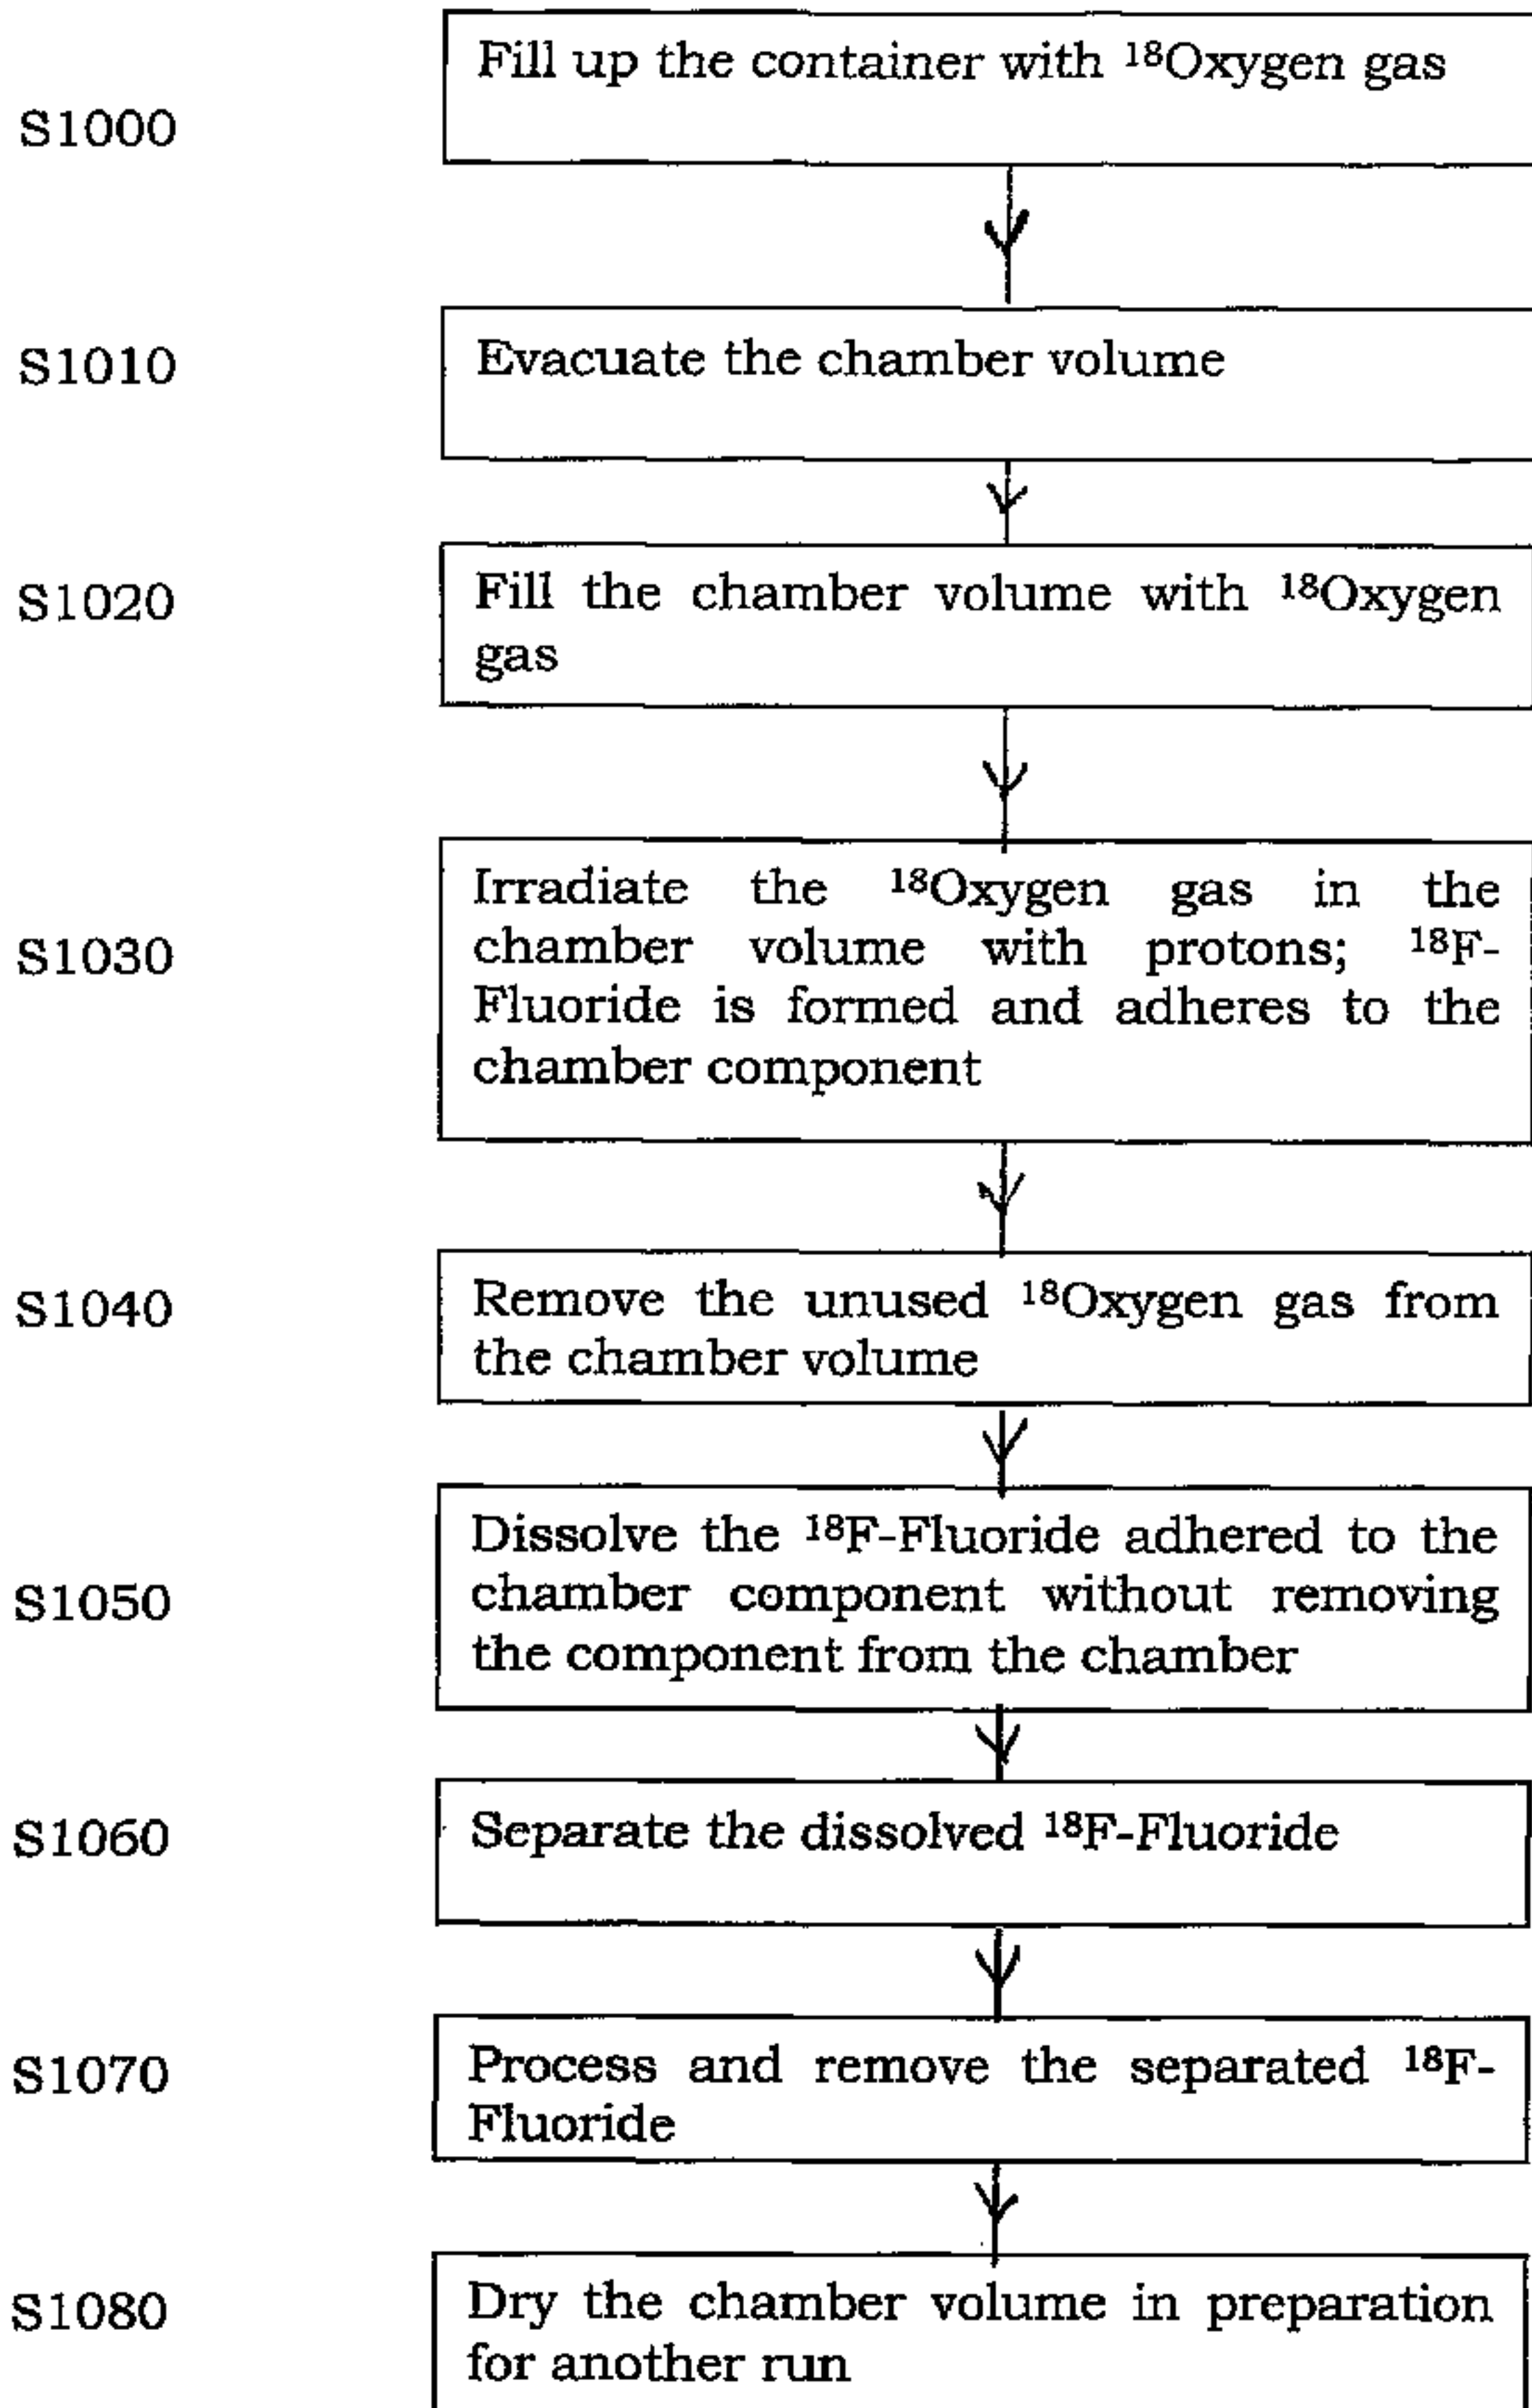 Fill up the container with ¹⁸Oxygen gas
S1000
Evacuate the chamber volume
S1010
Fill the chamber volume with ¹⁸Oxygen
gas
S1020
Irradiate the ¹⁸Oxygen gas in the
chamber volume with protons; ¹⁸F-
Fluoride is formed and adheres to the
chamber component
S1030
Remove the unused ¹⁸Oxygen gas from
the chamber volume
S1040
Dissolve the ¹⁸F-Fluoride adhered to the
chamber component without removing
the component from the chamber
S1050
Separate the dissolved ¹⁸F-Fluoride
S1060
Process and remove the separated ¹⁸F-
Fluoride
S1070
Dry the chamber volume in preparation
for another run
S1080